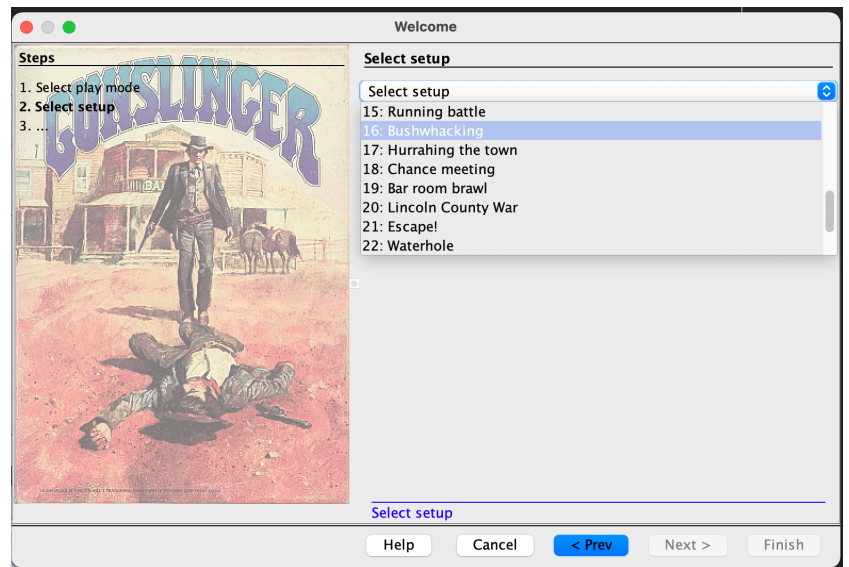 Welcome
Steps
1. Select play mode
2. Select setup
3. ...
GUNSLINGER
BA
Select setup
Select setup
15: Running battle
16: Bushwhacking
17: Hurrahing the town
18: Chance meeting
19: Bar room brawl
20: Lincoln County War
21: Escape!
22: Waterhole
Select setup
Help
Cancel
< Prev
Next >
Finish